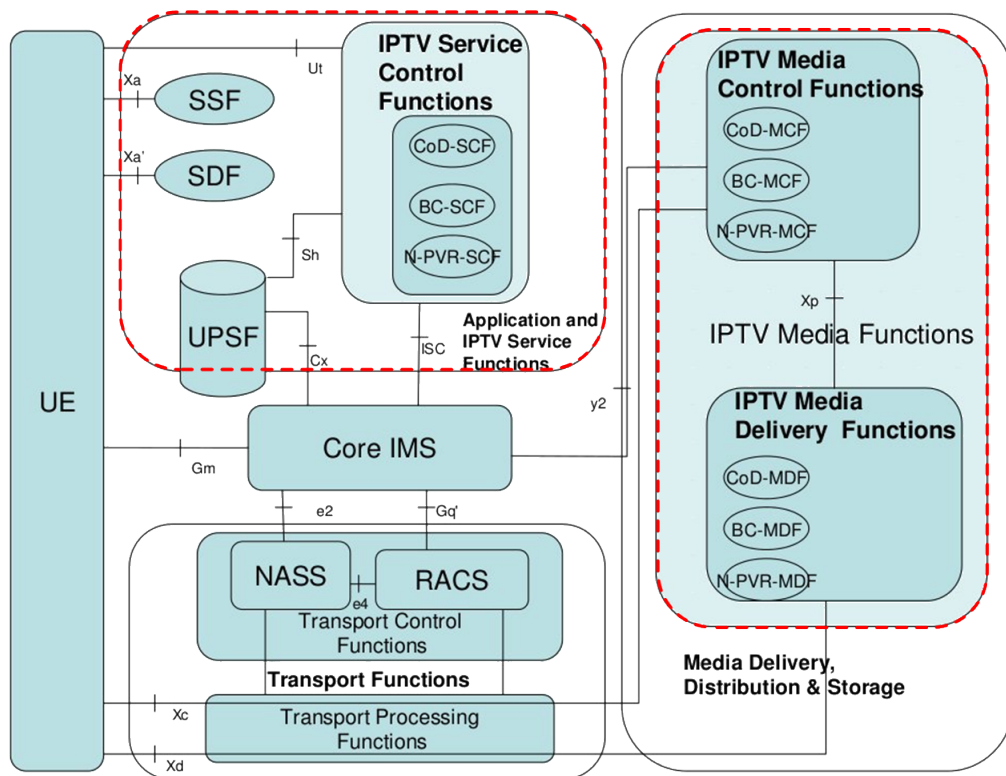 UE
Xa
Xa'
Ut
SSF
SDF
IPTV Service
Control
Functions
CoD-SCF
BC-SCF
N-PVR-SCF
Sh
UPSF
Cx
ISC
Application and
IPTV Service
Functions
Gm
Core IMS
y2
e2
Gq'
NASS
RACS
e4
Transport Control
Functions
Transport Functions
Transport Processing
Functions
Xc
Xd
IPTV Media
Control Functions
CoD-MCF
BC-MCF
N-PVR-MCF
Xp
IPTV Media Functions
IPTV Media
Delivery Functions
CoD-MDF
BC-MDF
N-PVR-MDF
Media Delivery,
Distribution & Storage